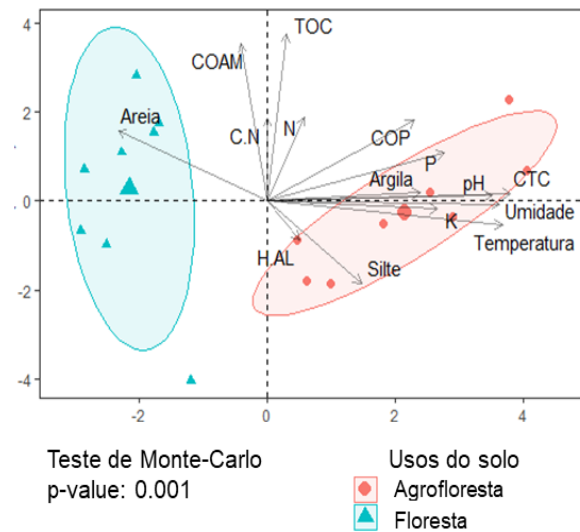 4
TOC
COAM
Areia
2
C.N
N
COP
P
Argila
pH
CTC
0
K
Umidade
Temperatura
H.AL
Silte
-2
-4
-2
0
2
4
Teste de Monte-Carlo
p-value: 0.001
Usos do solo
Agrofloresta
Floresta